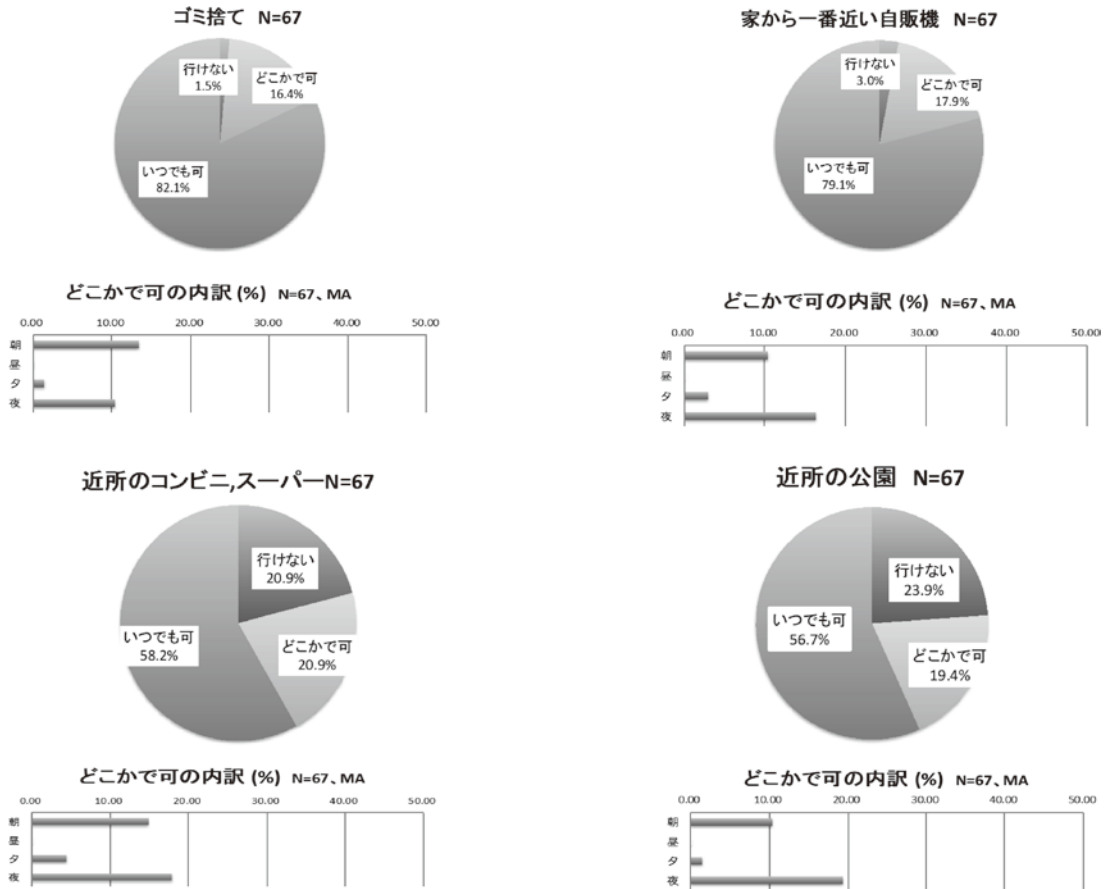 ゴミ捨て N=67
行けない
1.5%
どこかで可
16.4%
いつでも可
82.1%
どこかで可の内訳 (%) N=67、MA
0.00 10.00 20.00 30.00 40.00 50.00
朝
昼
夕
夜
家から一番近い自販機 N=67
行けない
3.0%
どこかで可
17.9%
いつでも可
79.1%
どこかで可の内訳 (%) N=67、MA
0.00 10.00 20.00 30.00 40.00 50.000
朝
昼
夕
夜
近所のコンビニ,スーパーN=67
行けない
20.9%
いつでも可
58.2%
どこかで可
20.9%
どこかで可の内訳 (%) N=67、MA
0.00 10.00 20.00 30.00 40.00 50.00
朝
昼
夕
夜
近所の公園 N=67
行けない
23.9%
いつでも可
56.7%
どこかで可
19.4%
どこかで可の内訳 (%) N=67、MA
0.00 10.00 20.00 30.00 40.00 50.00
朝
昼
夕
夜